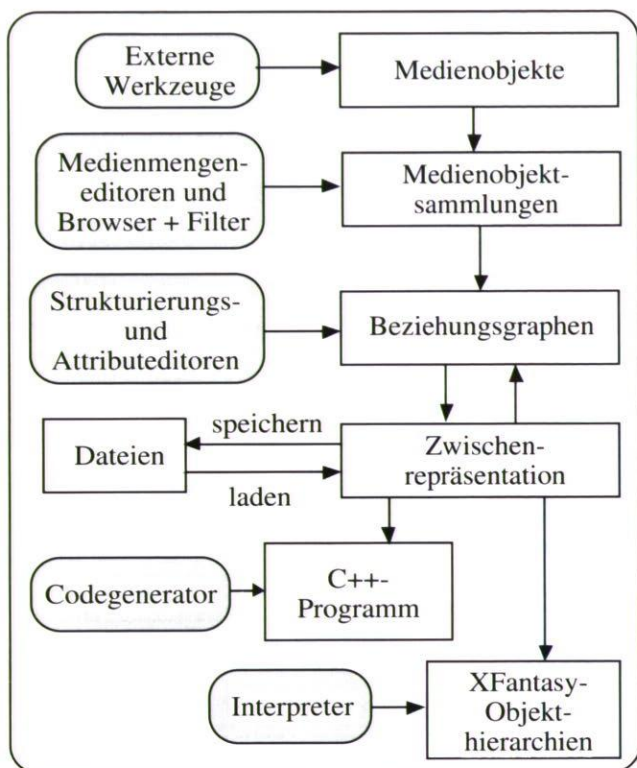 Externe
Werkzeuge
Medienobjekte
Medienmengen-
editoren und
Browser + Filter
Medienobjekt-
sammlungen
Strukturierungs-
und
Attributeditoren
Beziehungsgraphen
speichern
Dateien
laden
Zwischen-
repräsentation
Codegenerator
C++-
Programm
Interpreter
XFantasy-
Objekt-
hierarchien